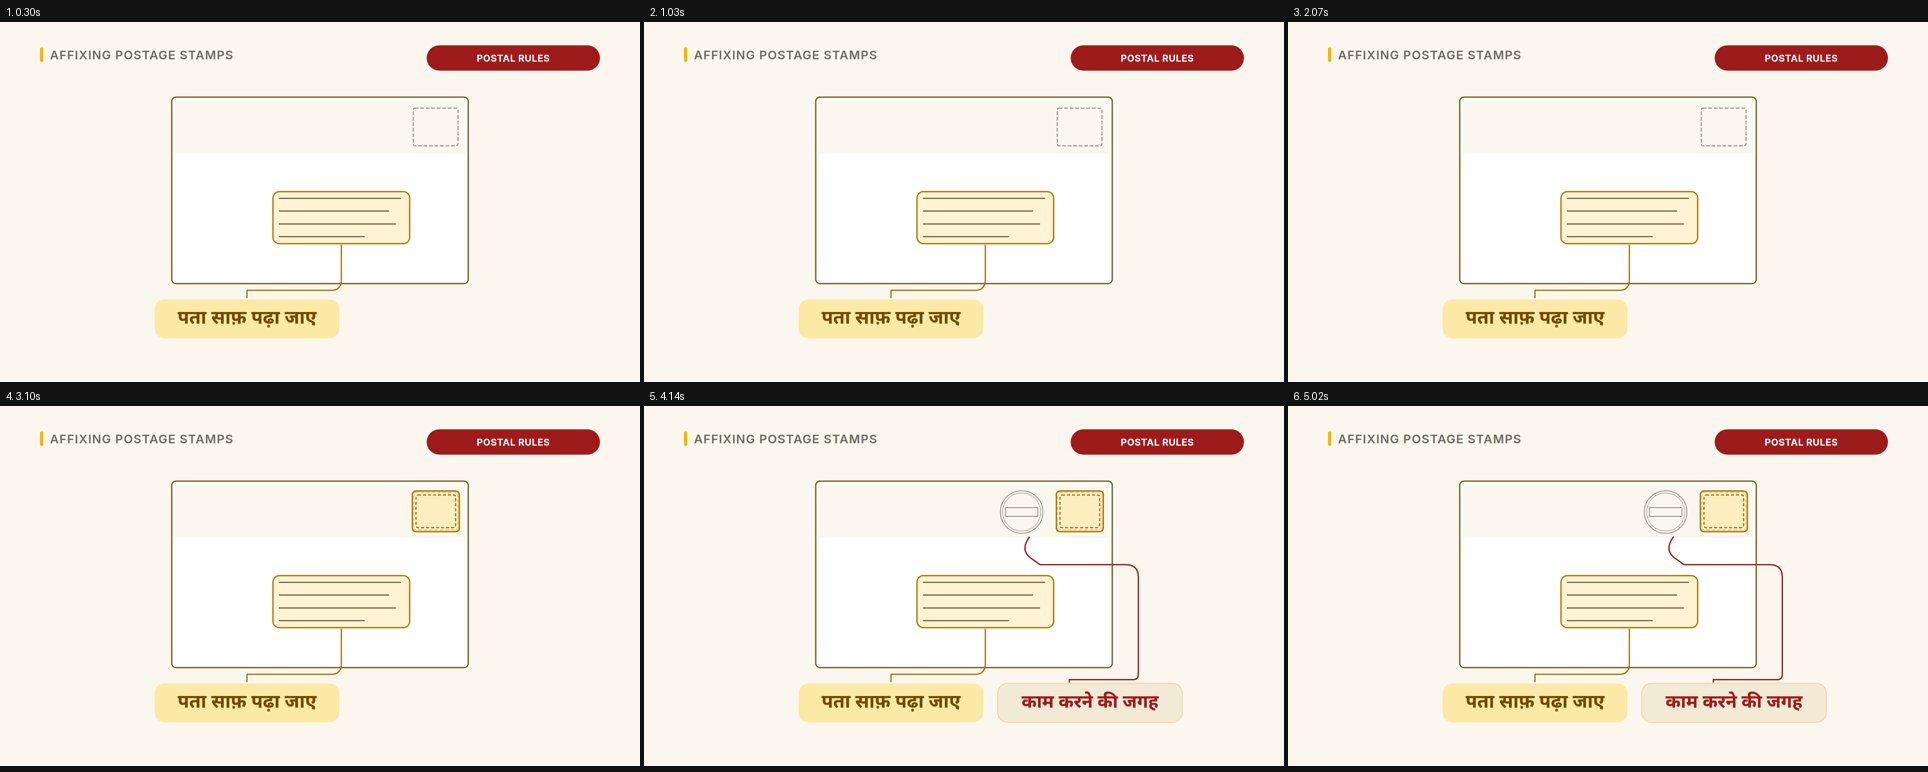 1. 0.30s
AFFIXING POSTAGE STAMPS
POSTAL RULES
पता साफ़ पढ़ा जाए
2. 1.03s
AFFIXING POSTAGE STAMPS
POSTAL RULES
पता साफ़ पढ़ा जाए
3. 2.07s
AFFIXING POSTAGE STAMPS
POSTAL RULES
पता साफ़ पढ़ा जाए
4. 3.10s
AFFIXING POSTAGE STAMPS
POSTAL RULES
पता साफ़ पढ़ा जाए
5. 4.14s
AFFIXING POSTAGE STAMPS
POSTAL RULES
पता साफ़ पढ़ा जाए
काम करने की जगह
6. 5.02s
AFFIXING POSTAGE STAMPS
POSTAL RULES
पता साफ़ पढ़ा जाए
काम करने की जगह